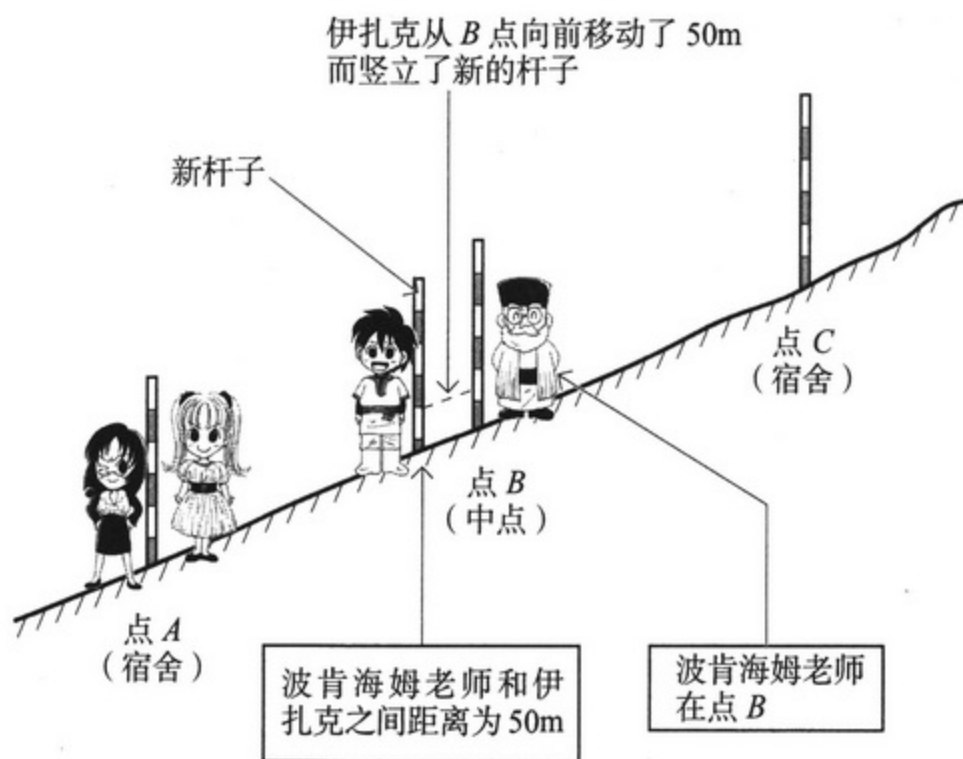 伊扎克从 B 点向前移动了 50m
而竖立了新的杆子
新杆子
点 C
（宿舍）
点 B
（中点）
点 A
（宿舍）
波肯海姆老师和伊
扎克之间距离为 50m
波肯海姆老师
在点 B